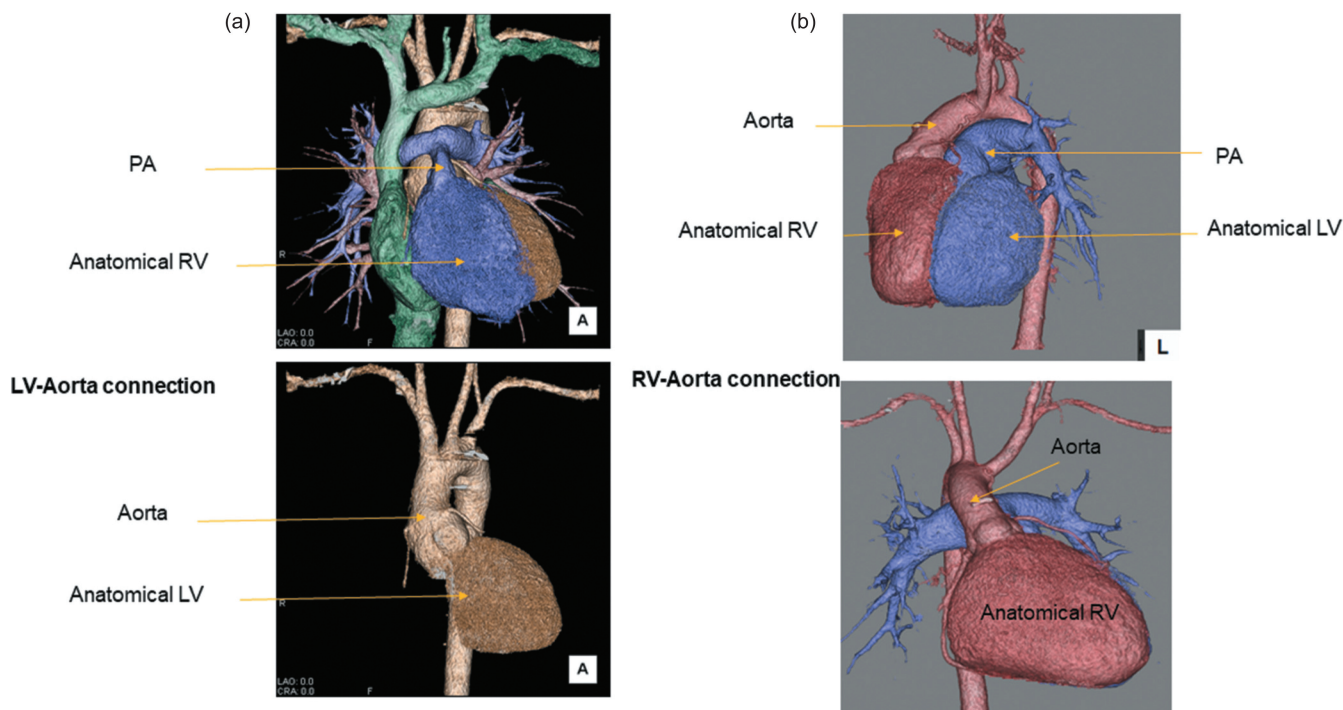 (a)
PA
Anatomical RV
R
A
LAO: 0.0
CRA: 0.0
F
LV-Aorta connection
Aorta
Anatomical LV
R
A
LAO: 0.0
CRA: 0.0
F
(b)
Aorta
PA
Anatomical RV
Anatomical LV
L
RV-Aorta connection
Aorta
Anatomical RV